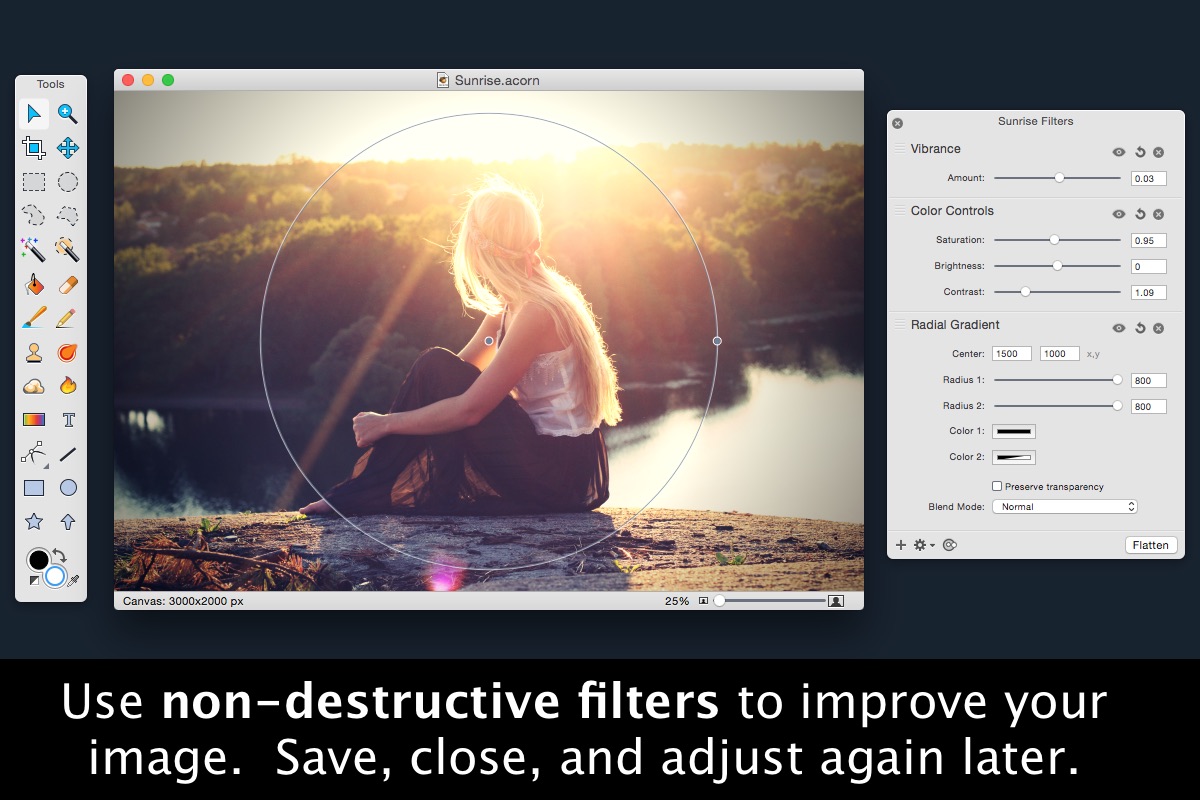 Tools
Sunrise.acorn
T
Canvas: 3000x2000 px
25%
Sunrise Filters
Vibrance
Amount: 0.03
Color Controls
Saturation: 0.95
Brightness: 0
Contrast: 1.09
Radial Gradient
Center: 1500 1000 x,y
Radius 1: 800
Radius 2: 800
Color 1:
Color 2:
Preserve transparency
Blend Mode: Normal
Flatten
Use non-destructive filters to improve your
image. Save, close, and adjust again later.